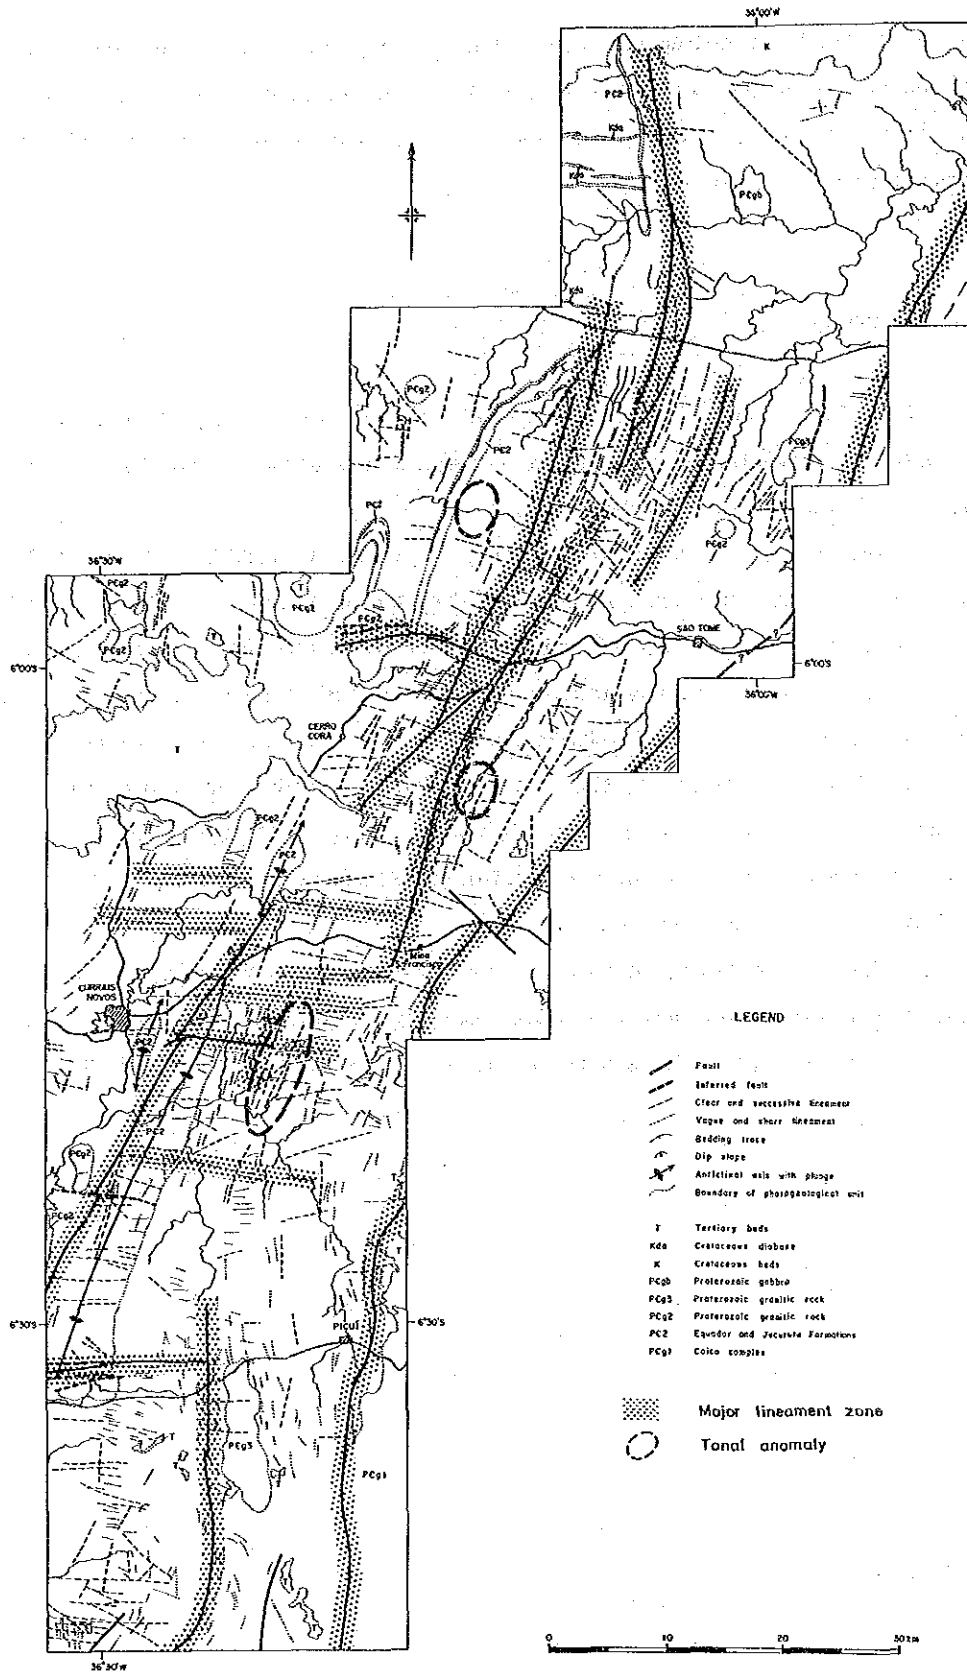 36°00'W
K
PC2
Kda
Kda
PCgb
Kda
PCg2
PC2
PCg3
PC2
PCg2
36°30'W
PCg2
T
PCg2
PCg2
PCg2
SAO TOME
?
?
6°00'S
6°00'S
36°00'W
CERRO
CORA
T
PCg2
PC2
Mina
S.Francisco
CURRAIS
NOVOS
PC2
PC2
PCg2
PCg2
T
6°30'S
PICUI
6°30'S
T
PCg3
PCg1
36°30'W
LEGEND
Fault
Inferred fault
Clear and successive lineament
Vague and short lineament
Bedding trace
Dip slope
Anticlinal axis with plunge
Boundary of photogeological unit
T Tertiary beds
Kda Cretaceous diabase
K Cretaceous beds
PCgb Proterozoic gabbro
PCg3 Proterozoic granitic rock
PCg2 Proterozoic granitic rock
PC2 Equador and Jucurutu Formations
PCg1 Caico complex
Major lineament zone
Tonal anomaly
0 10 20 30km